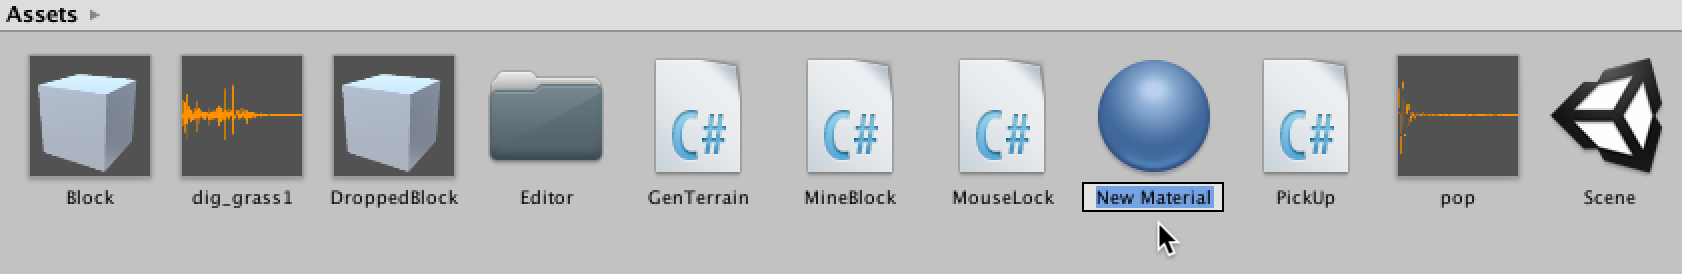 Assets
C# C# C# C#
Block dig_grass1 DroppedBlock Editor GenTerrain MineBlock MouseLock New Material PickUp pop Scene